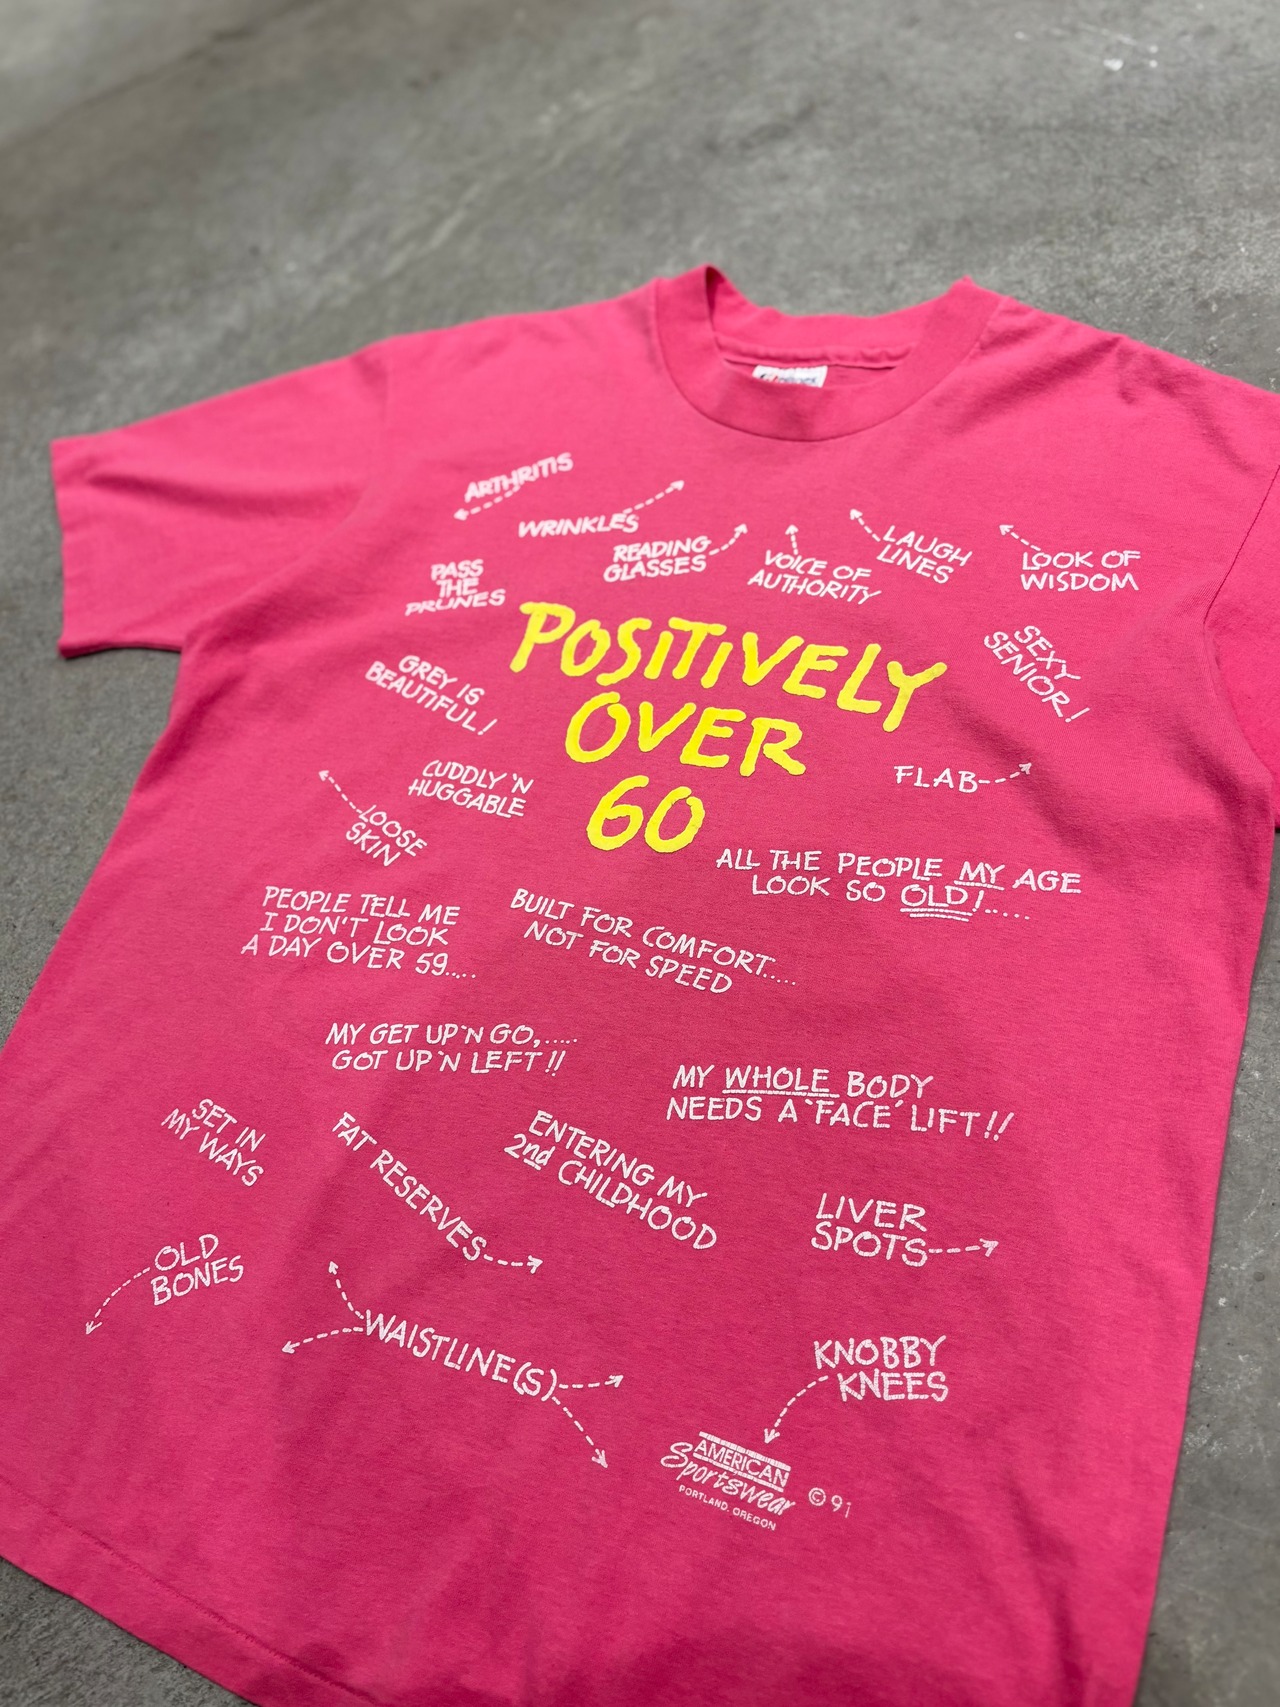 ARTHRITIS
WRINKLES
READING
GLASSES
VOICE OF
AUTHORITY
LAUGH
LINES
LOOK OF
WISDOM
PASS
THE
PRUNES
POSITIVELY
OVER
60
SEXY
SENIOR!
GREY IS
BEAUTIFUL!
CUDDLY 'N
HUGGABLE
FLAB
LOOSE
SKIN
ALL THE PEOPLE MY AGE
LOOK SO OLD!.....
PEOPLE TELL ME
I DON'T LOOK
A DAY OVER 59.....
BUILT FOR COMFORT.....
NOT FOR SPEED
MY GET UP 'N GO,.....
GOT UP 'N LEFT!!
MY WHOLE BODY
NEEDS A 'FACE' LIFT!!
SET IN
MY WAYS
FAT RESERVES
ENTERING MY
2nd CHILDHOOD
LIVER
SPOTS
OLD
BONES
WAISTLINE(S)
KNOBBY
KNEES
AMERICAN
Sportswear
PORTLAND, OREGON
© 91